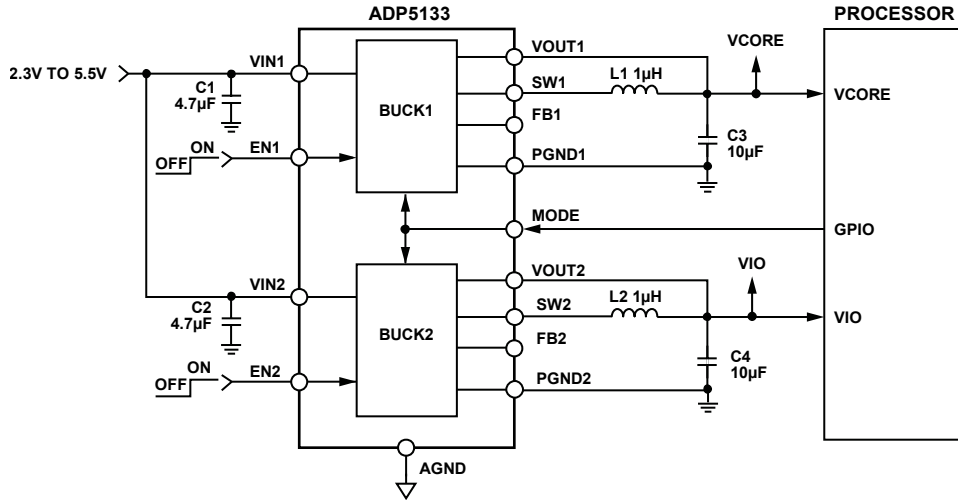 ADP5133
PROCESSOR
2.3V TO 5.5V
VIN1
C1
4.7µF
ON
OFF
EN1
BUCK1
VOUT1
SW1
FB1
PGND1
L1 1µH
VCORE
VCORE
C3
10µF
MODE
GPIO
VIN2
C2
4.7µF
ON
OFF
EN2
BUCK2
VOUT2
SW2
FB2
PGND2
L2 1µH
VIO
VIO
C4
10µF
AGND